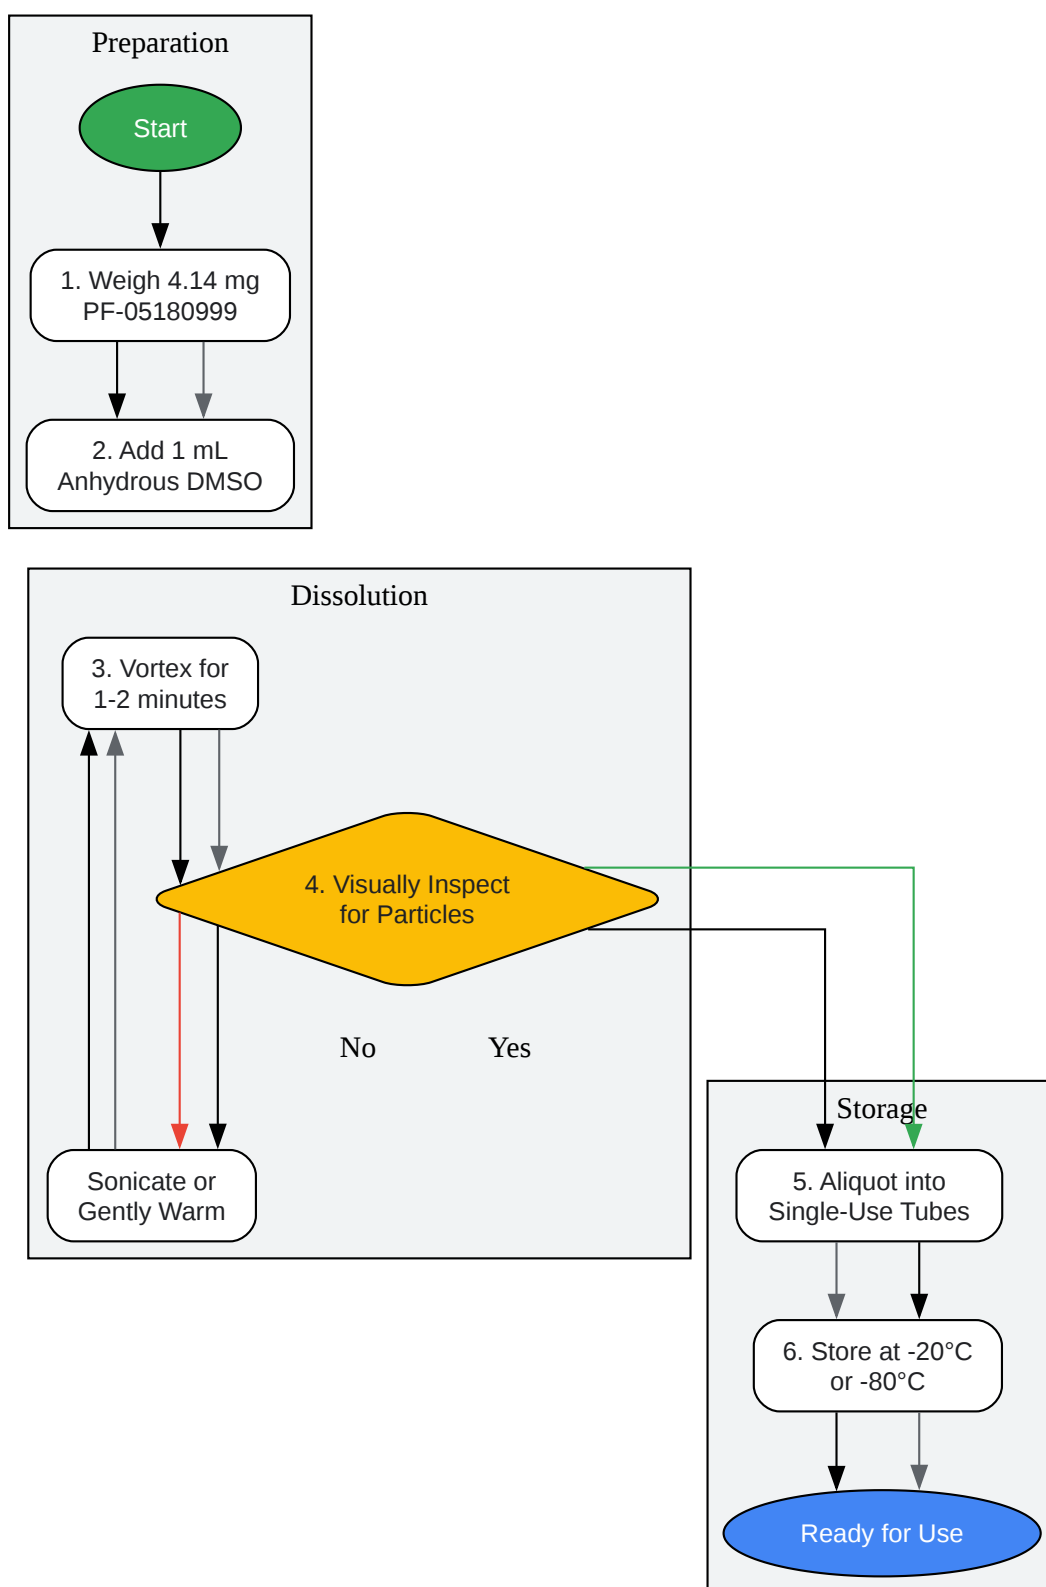 Preparation
Start
1. Weigh 4.14 mg
PF-05180999
2. Add 1 mL
Anhydrous DMSO
Dissolution
3. Vortex for
1-2 minutes
4. Visually Inspect
for Particles
No
Yes
Sonicate or
Gently Warm
Storage
5. Aliquot into
Single-Use Tubes
6. Store at -20°C
or -80°C
Ready for Use